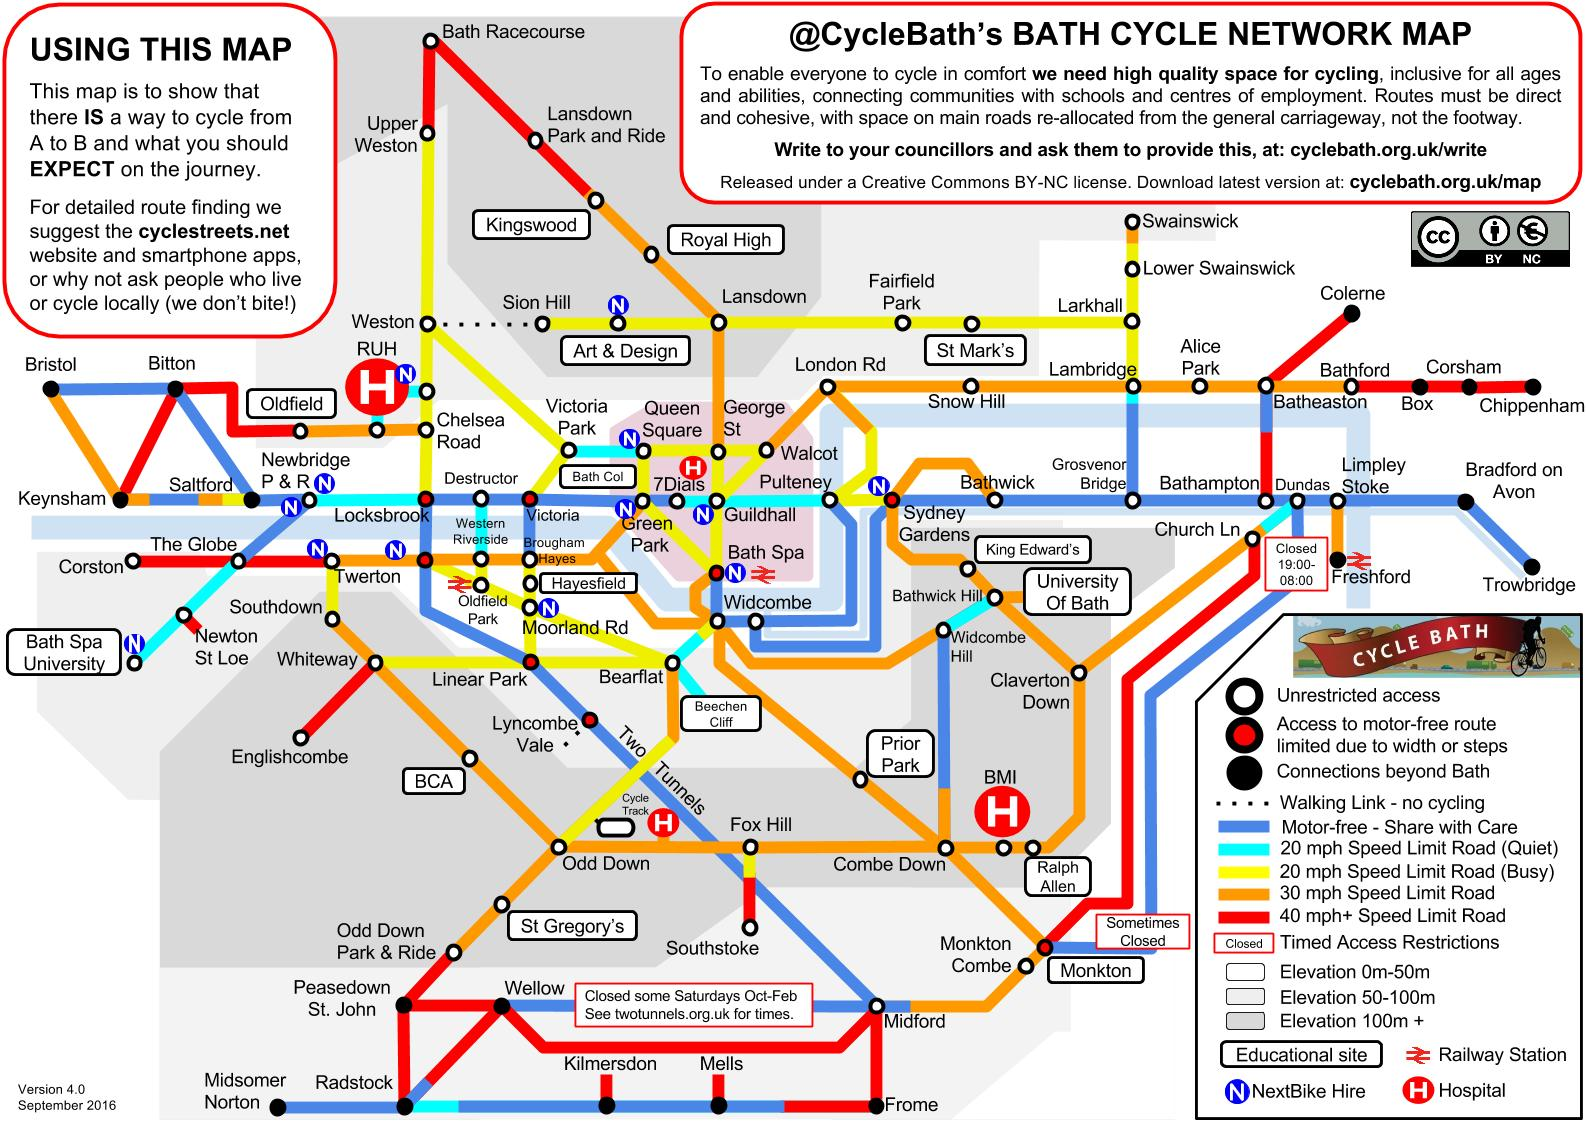 USING THIS MAP
This map is to show that
there IS a way to cycle from
A to B and what you should
EXPECT on the journey.
For detailed route finding we
suggest the cyclestreets.net
website and smartphone apps,
or why not ask people who live
or cycle locally (we don't bite!)
@CycleBath's BATH CYCLE NETWORK MAP
To enable everyone to cycle in comfort we need high quality space for cycling, inclusive for all ages
and abilities, connecting communities with schools and centres of employment. Routes must be direct
and cohesive, with space on main roads re-allocated from the general carriageway, not the footway.
Write to your councillors and ask them to provide this, at: cyclebath.org.uk/write
Released under a Creative Commons BY-NC license. Download latest version at: cyclebath.org.uk/map
cc
BY NC
Bath Racecourse
Lansdown
Park and Ride
Upper
Weston
Kingswood
Royal High
Swainswick
Lower Swainswick
Sion Hill
N
Lansdown
Fairfield
Park
Larkhall
Colerne
Weston
Art & Design
St Mark's
RUH
H
N
Bristol
Bitton
Oldfield
London Rd
Lambridge
Alice
Park
Bathford
Corsham
Snow Hill
Batheaston
Box
Chippenham
Chelsea
Road
Victoria
Park
Queen
Square
George
St
N
Walcot
Bath Col
H
7Dials
Pulteney
Newbridge
P & R
N
Destructor
Grosvenor
Bridge
Limpley
Stoke
Bradford on
Avon
Keynsham
Saltford
N
Locksbrook
Western
Riverside
Victoria
N
Green
Park
N
Guildhall
N
Sydney
Gardens
Bathwick
Bathampton
Dundas
Church Ln
Corston
The Globe
N
N
Twerton
Brougham
Hayes
Bath Spa
N
King Edward's
Closed
19:00-
08:00
Freshford
Trowbridge
Hayesfield
Oldfield
Park
N
Moorland Rd
Widcombe
Bathwick Hill
University
Of Bath
Southdown
Bath Spa
University
N
Newton
St Loe
Whiteway
Linear Park
Bearflat
Widcombe
Hill
Claverton
Down
Englishcombe
Lyncombe
Vale
Two
Tunnels
Beechen
Cliff
Prior
Park
BCA
Cycle
Track
H
BMI
H
Fox Hill
Odd Down
Combe Down
Ralph
Allen
St Gregory's
Southstoke
Odd Down
Park & Ride
Monkton
Combe
Sometimes
Closed
Monkton
Peasedown
St. John
Wellow
Closed some Saturdays Oct-Feb
See twotunnels.org.uk for times.
Midford
Kilmersdon
Mells
Midsomer
Norton
Radstock
Frome
Version 4.0
September 2016
CYCLE BATH
Unrestricted access
Access to motor-free route
limited due to width or steps
Connections beyond Bath
Walking Link - no cycling
Motor-free - Share with Care
20 mph Speed Limit Road (Quiet)
20 mph Speed Limit Road (Busy)
30 mph Speed Limit Road
40 mph+ Speed Limit Road
Closed Timed Access Restrictions
Elevation 0m-50m
Elevation 50-100m
Elevation 100m +
Educational site
Railway Station
N NextBike Hire
H Hospital